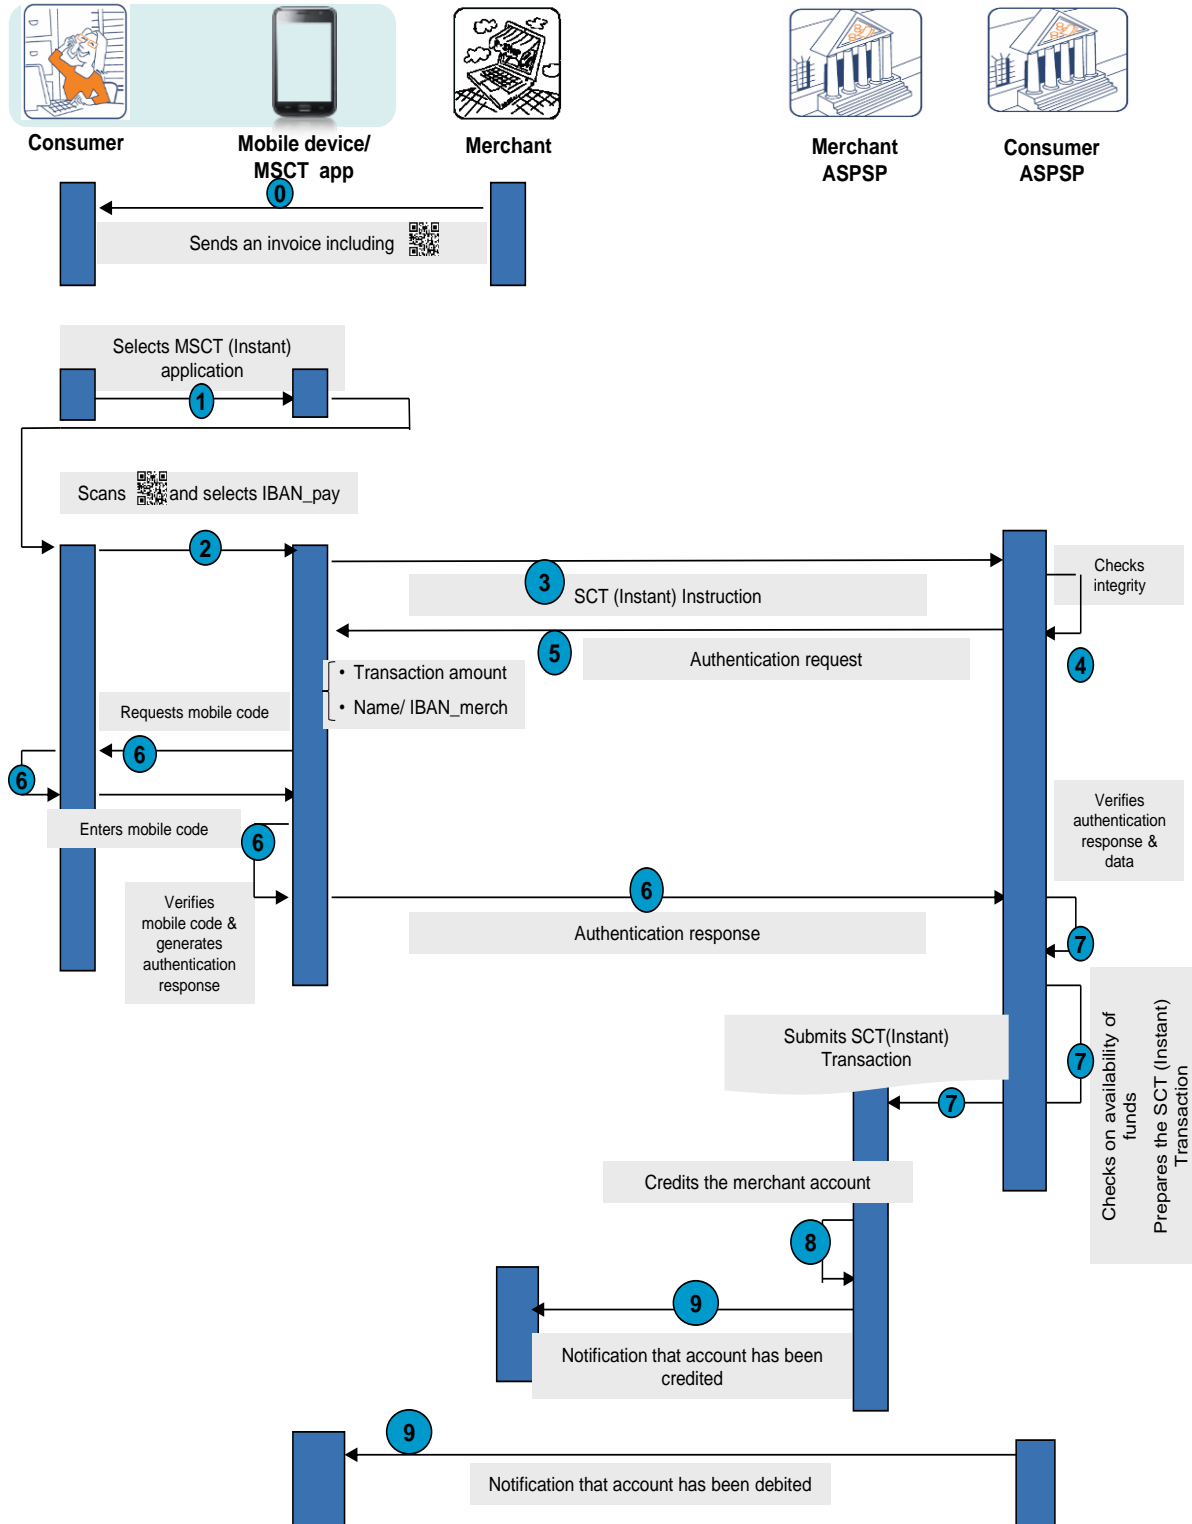 Consumer
Mobile device/
MSCT app
Merchant
Merchant
ASPSP
Consumer
ASPSP
0
Sends an invoice including
Selects MSCT (Instant)
application
1
Scans and selects IBAN_pay
2
3
SCT (Instant) Instruction
Checks
integrity
4
5
Authentication request
• Transaction amount
• Name/ IBAN_merch
Requests mobile code
6
6
Enters mobile code
6
Verifies
mobile code &
generates
authentication
response
6
Authentication response
Verifies
authentication
response &
data
7
Checks on availability of
funds
Prepares the SCT (Instant)
Transaction
7
Submits SCT(Instant)
Transaction
7
Credits the merchant account
8
9
Notification that account has been
credited
9
Notification that account has been debited